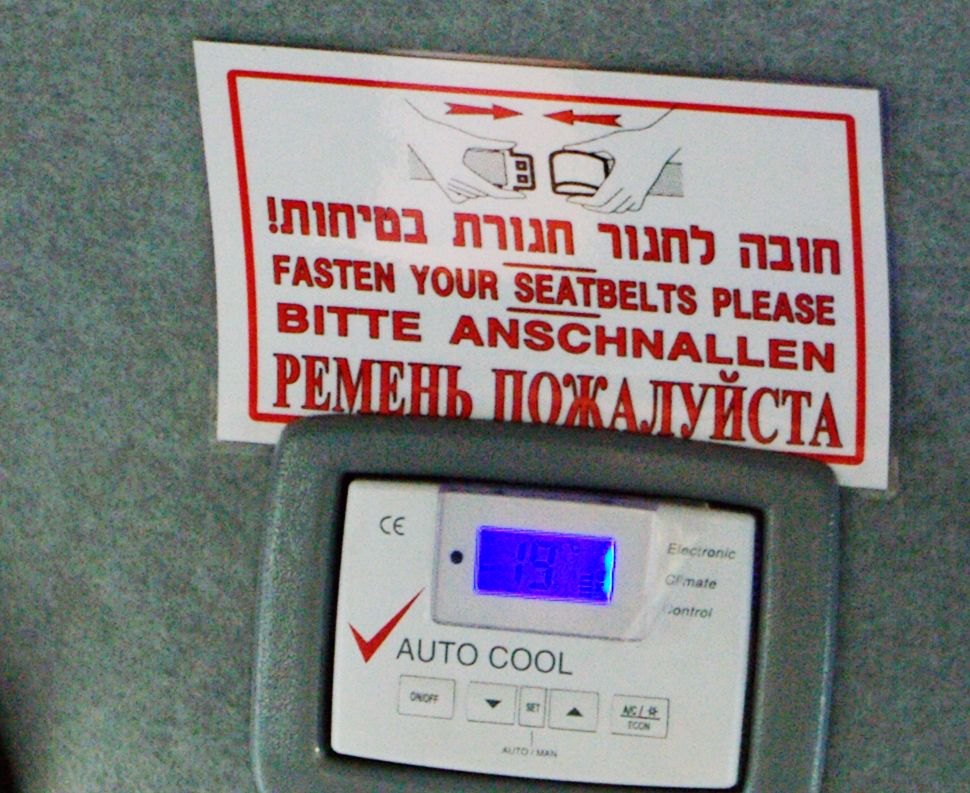 חובה לחגור חגורת בטיחות!
FASTEN YOUR SEATBELTS PLEASE
BITTE ANSCHNALLEN
РЕМЕНЬ ПОЖАЛУЙСТА
CE
19°
Electronic
Climate
Control
AUTO COOL
ON/OFF
SET
A/C / ☼
ECON
AUTO / MAN